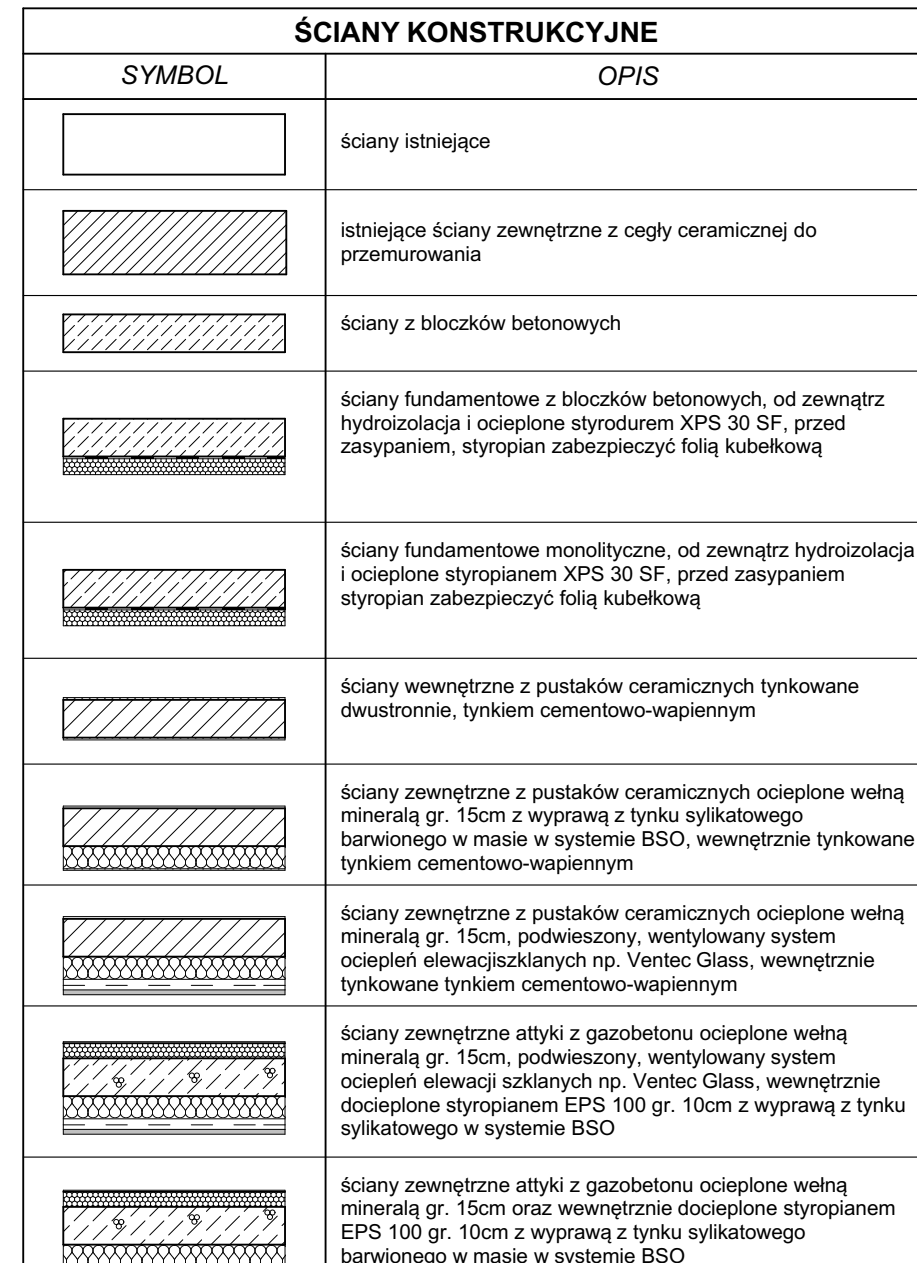 ŚCIANY KONSTRUKCYJNE
SYMBOL OPIS
ściany istniejące
istniejące ściany zewnętrzne z cegły ceramicznej do
przemurowania
ściany z bloczków betonowych
ściany fundamentowe z bloczków betonowych, od zewnątrz
hydroizolacja i ocieplone styrodurem XPS 30 SF, przed
zasypaniem, styropian zabezpieczyć folią kubełkową
ściany fundamentowe monolityczne, od zewnątrz hydroizolacja
i ocieplone styropianem XPS 30 SF, przed zasypaniem
styropian zabezpieczyć folią kubełkową
ściany wewnętrzne z pustaków ceramicznych tynkowane
dwustronnie, tynkiem cementowo-wapiennym
ściany zewnętrzne z pustaków ceramicznych ocieplone wełną
mineralą gr. 15cm z wyprawą z tynku sylikatowego
barwionego w masie w systemie BSO, wewnętrznie tynkowane
tynkiem cementowo-wapiennym
ściany zewnętrzne z pustaków ceramicznych ocieplone wełną
mineralą gr. 15cm, podwieszony, wentylowany system
ociepleń elewacjiszklanych np. Ventec Glass, wewnętrznie
tynkowane tynkiem cementowo-wapiennym
ściany zewnętrzne attyki z gazobetonu ocieplone wełną
mineralą gr. 15cm, podwieszony, wentylowany system
ociepleń elewacji szklanych np. Ventec Glass, wewnętrznie
docieplone styropianem EPS 100 gr. 10cm z wyprawą z tynku
sylikatowego w systemie BSO
ściany zewnętrzne attyki z gazobetonu ocieplone wełną
mineralą gr. 15cm oraz wewnętrznie docieplone styropianem
EPS 100 gr. 10cm z wyprawą z tynku sylikatowego
barwionego w masie w systemie BSO